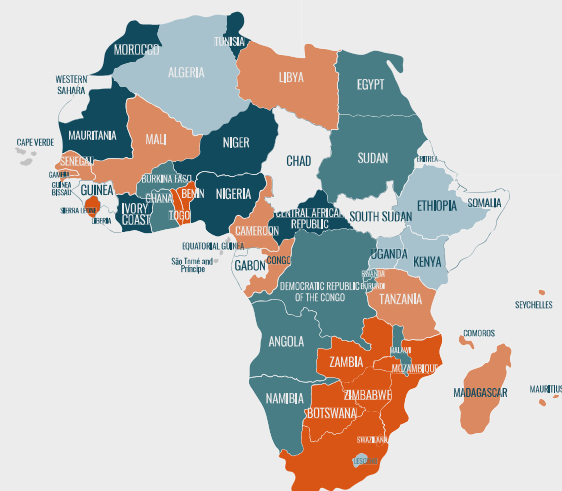 MOROCCO
TUNISIA
ALGERIA
LIBYA
EGYPT
WESTERN
SAHARA
MAURITANIA
MALI
NIGER
CHAD
SUDAN
ERITREA
CAPE VERDE
SENEGAL
GAMBIA
GUINEA
BISSAU
GUINEA
SIERRA LEONE
LIBERIA
IVORY
COAST
BURKINA FASO
GHANA
TOGO
BENIN
NIGERIA
CAMEROON
CENTRAL AFRICAN
REPUBLIC
SOUTH SUDAN
ETHIOPIA
SOMALIA
EQUATORIAL GUINEA
São Tomé and
Principe
GABON
CONGO
DEMOCRATIC REPUBLIC
OF THE CONGO
UGANDA
KENYA
RWANDA
BURUNDI
TANZANIA
SEYCHELLES
COMOROS
ANGOLA
ZAMBIA
MALAWI
MOZAMBIQUE
MADAGASCAR
MAURITIUS
NAMIBIA
ZIMBABWE
BOTSWANA
SWAZILAND